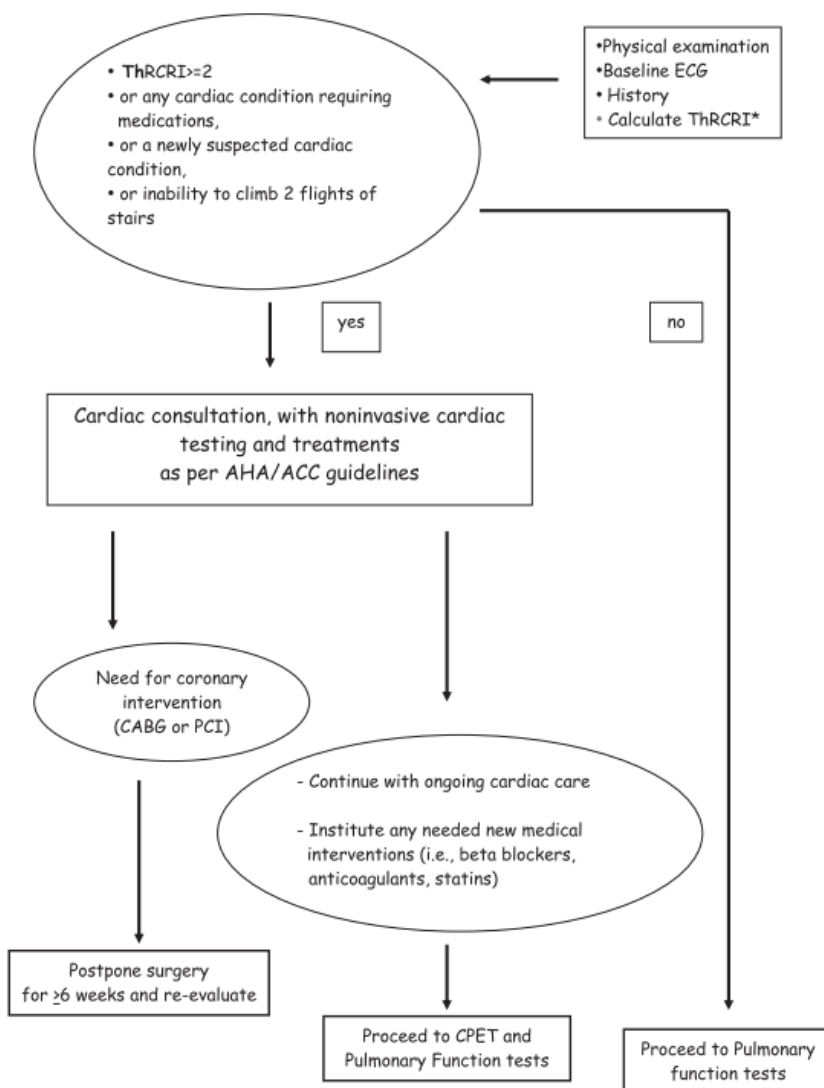 •Physical examination
•Baseline ECG
• History
• Calculate ThRCRI*
• ThRCRI>=2
• or any cardiac condition requiring
medications,
• or a newly suspected cardiac
condition,
• or inability to climb 2 flights of
stairs
yes
no
Cardiac consultation, with noninvasive cardiac
testing and treatments
as per AHA/ACC guidelines
Need for coronary
intervention
(CABG or PCI)
- Continue with ongoing cardiac care
- Institute any needed new medical
interventions (i.e., beta blockers,
anticoagulants, statins)
Postpone surgery
for ≥6 weeks and re-evaluate
Proceed to CPET and
Pulmonary Function tests
Proceed to Pulmonary
function tests